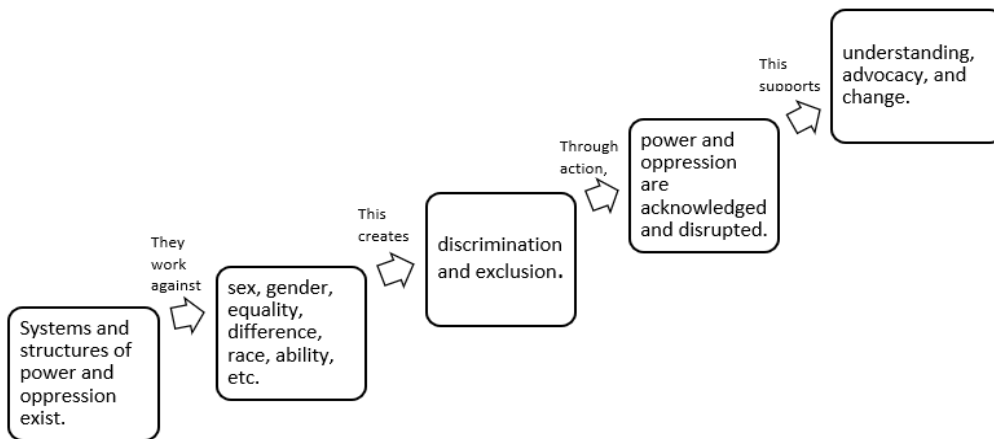 Systems and
structures of
power and
oppression
exist.
They
work
against
sex, gender,
equality,
difference,
race, ability,
etc.
This
creates
discrimination
and exclusion.
Through
action,
power and
oppression
are
acknowledged
and disrupted.
This
supports
understanding,
advocacy, and
change.